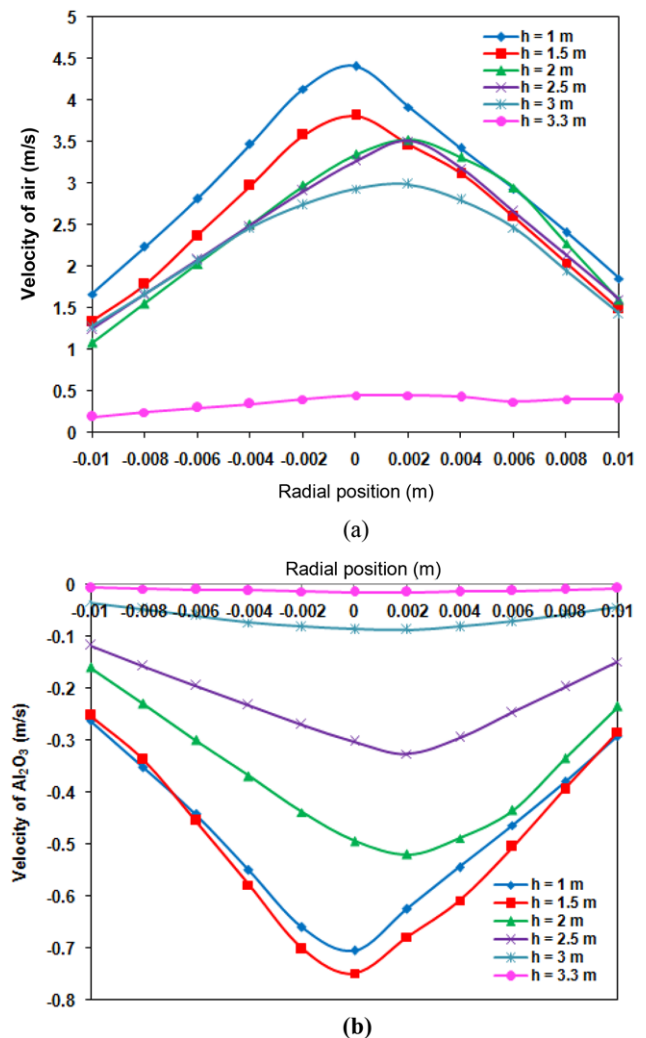 5
4.5
4
3.5
3
2.5
2
1.5
1
0.5
0
Velocity of air (m/s)
h = 1 m
h = 1.5 m
h = 2 m
h = 2.5 m
h = 3 m
h = 3.3 m
-0.01 -0.008 -0.006 -0.004 -0.002 0 0.002 0.004 0.006 0.008 0.01
Radial position (m)
(a)
Radial position (m)
0
-0.1
-0.2
-0.3
-0.4
-0.5
-0.6
-0.7
-0.8
-0.01 -0.008 -0.006 -0.004 -0.002 0 0.002 0.004 0.006 0.008 0.01
Velocity of Al₂O₃ (m/s)
h = 1 m
h = 1.5 m
h = 2 m
h = 2.5 m
h = 3 m
h = 3.3 m
(b)